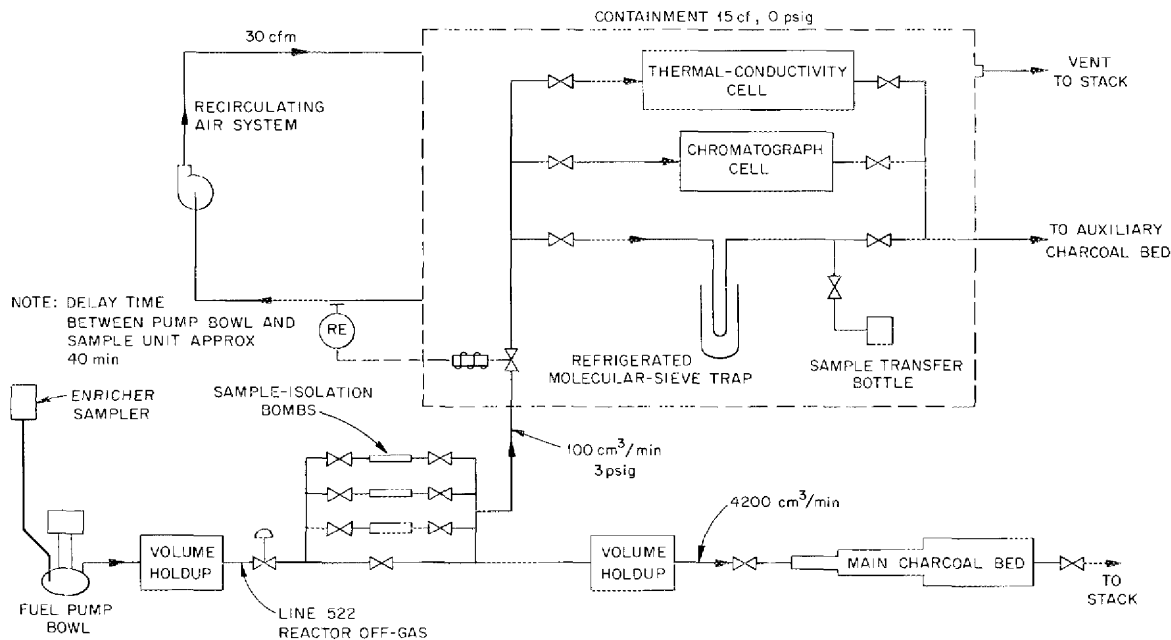 CONTAINMENT 15 cf, 0 psig
30 cfm
RECIRCULATING
AIR SYSTEM
THERMAL-CONDUCTIVITY
CELL
VENT
TO STACK
CHROMATOGRAPH
CELL
TO AUXILIARY
CHARCOAL BED
NOTE: DELAY TIME
BETWEEN PUMP BOWL AND
SAMPLE UNIT APPROX
40 min
RE
REFRIGERATED
MOLECULAR-SIEVE TRAP
SAMPLE TRANSFER
BOTTLE
ENRICHER
SAMPLER
SAMPLE-ISOLATION
BOMBS
100 cm³/min
3 psig
4200 cm³/min
VOLUME
HOLDUP
VOLUME
HOLDUP
MAIN CHARCOAL BED
TO
STACK
FUEL PUMP
BOWL
LINE 522
REACTOR OFF-GAS